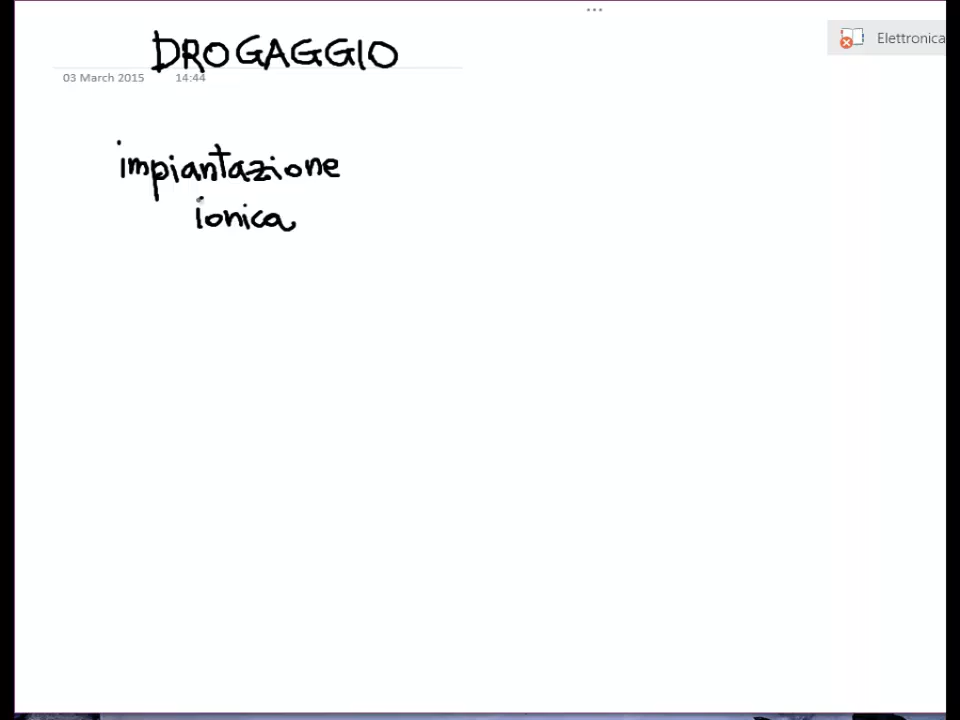 DROGAGGIO
Elettronica
03 March 2015 14:44
impiantazione
ionica